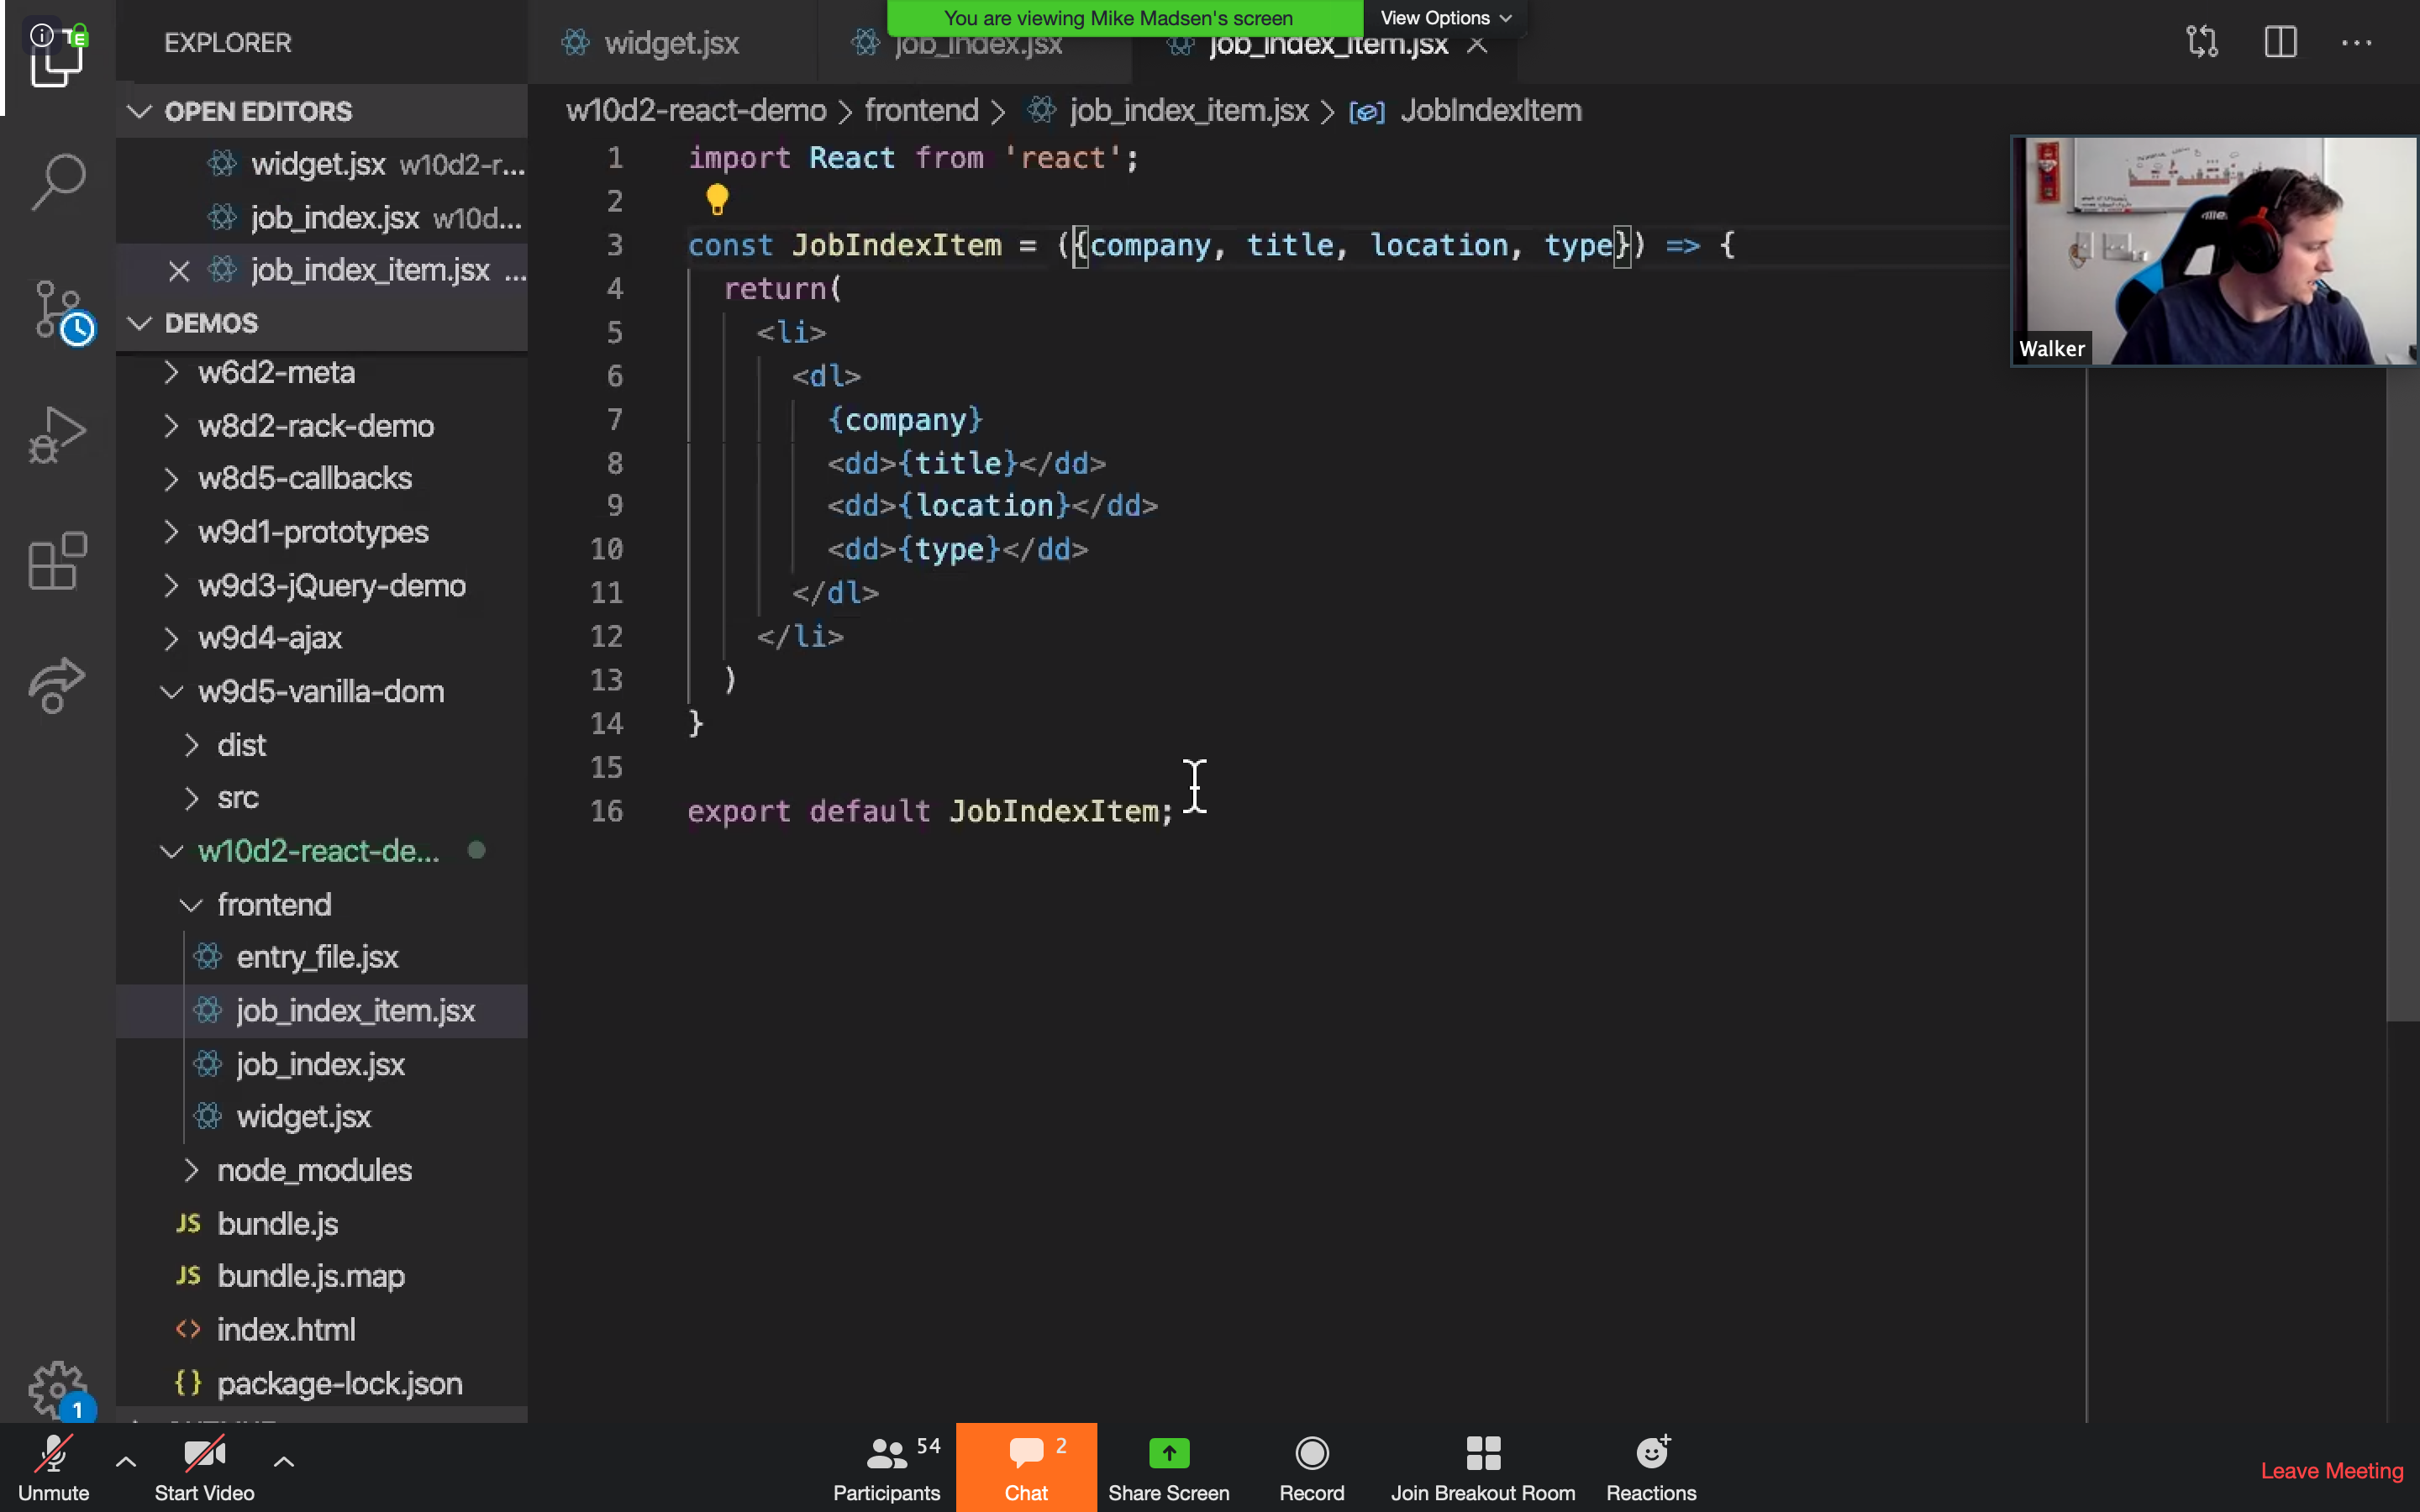 You are viewing Mike Madsen's screen
View Options
EXPLORER
widget.jsx
job_index.jsx
job_index_item.jsx
OPEN EDITORS
widget.jsx w10d2-r...
job_index.jsx w10d...
job_index_item.jsx ...
DEMOS
w6d2-meta
w8d2-rack-demo
w8d5-callbacks
w9d1-prototypes
w9d3-jQuery-demo
w9d4-ajax
w9d5-vanilla-dom
dist
src
w10d2-react-de...
frontend
entry_file.jsx
job_index_item.jsx
job_index.jsx
widget.jsx
node_modules
JS bundle.js
JS bundle.js.map
<> index.html
{} package-lock.json
1
w10d2-react-demo > frontend > job_index_item.jsx > JobIndexItem
1 import React from 'react';
2
3 const JobIndexItem = ({company, title, location, type}) => {
4 return(
5 <li>
6 <dl>
7 {company}
8 <dd>{title}</dd>
9 <dd>{location}</dd>
10 <dd>{type}</dd>
11 </dl>
12 </li>
13 )
14 }
15
16 export default JobIndexItem;
Walker
Unmute
Start Video
54
Participants
2
Chat
Share Screen
Record
Join Breakout Room
Reactions
Leave Meeting